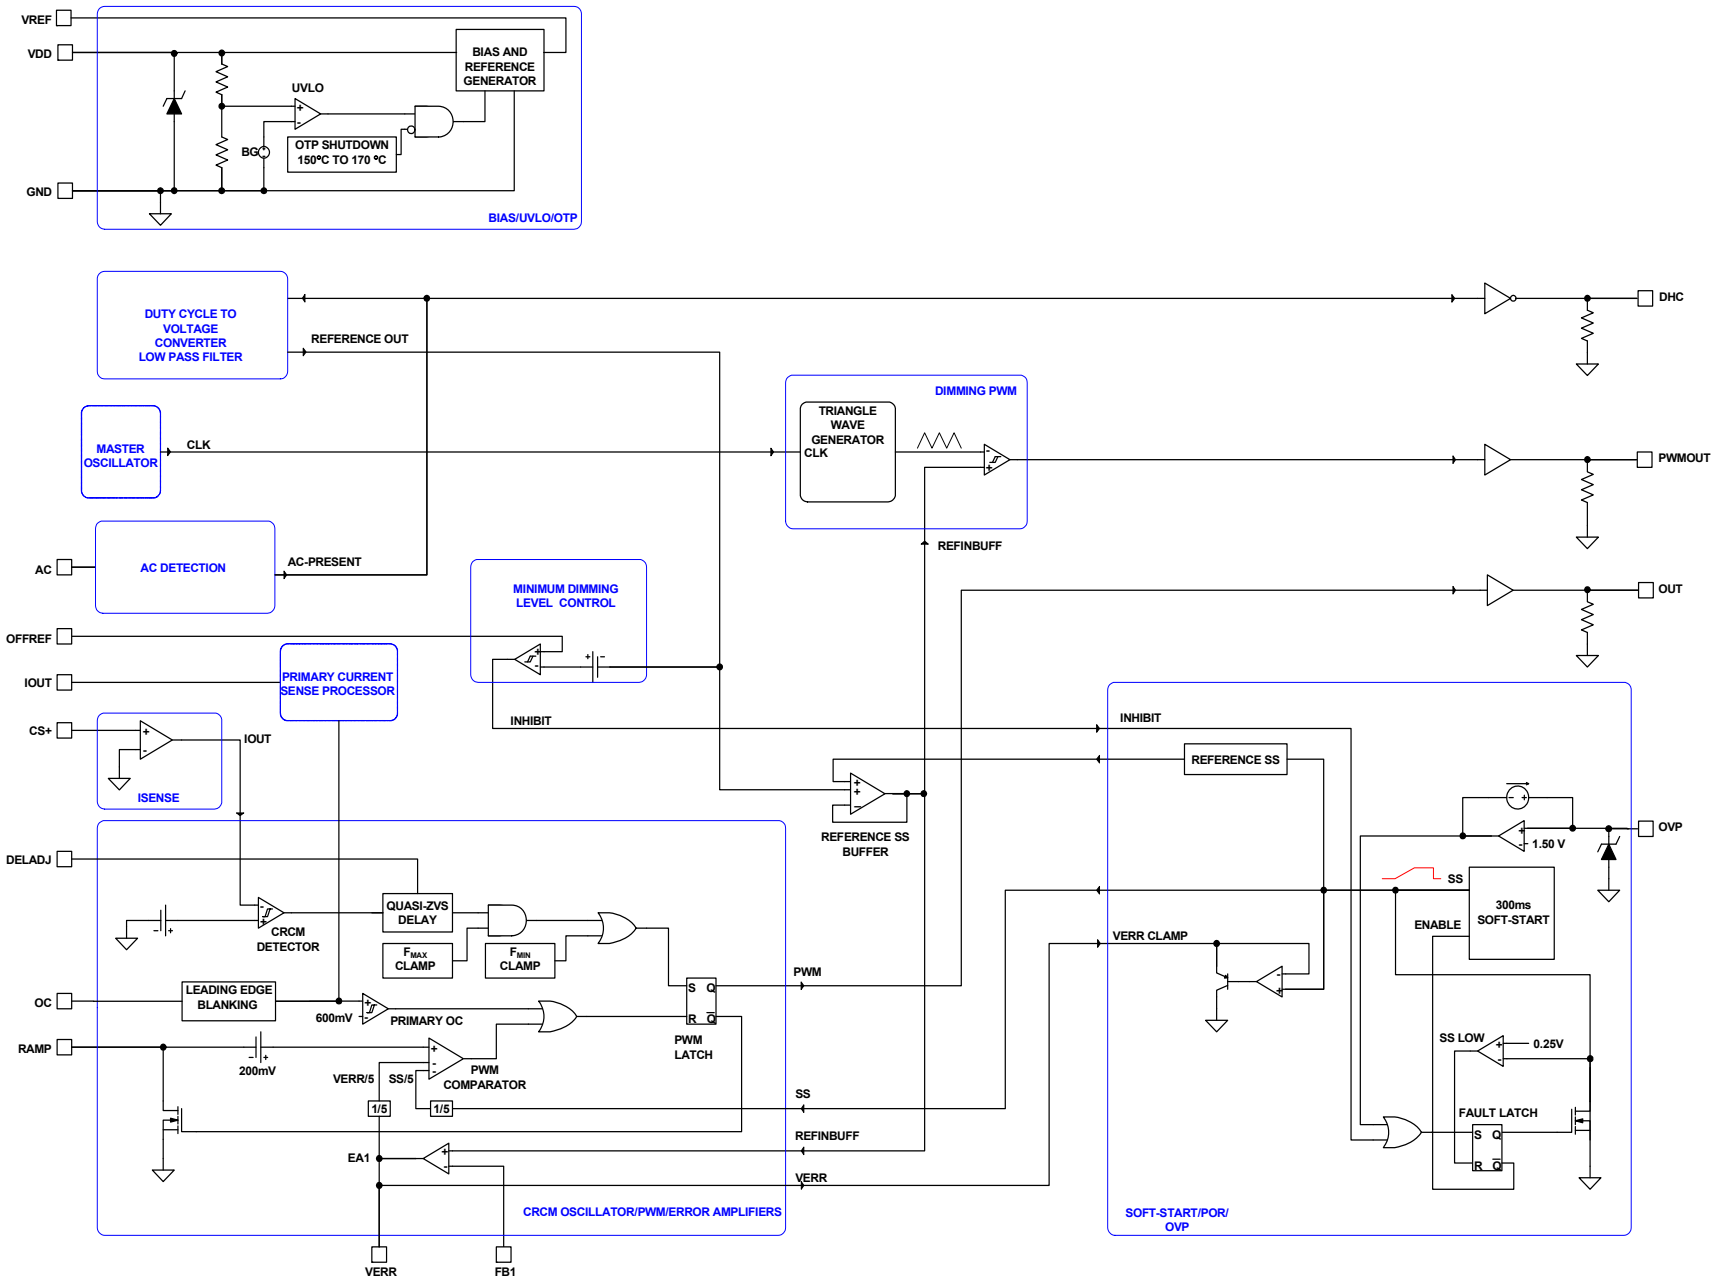 VREF
VDD
BIAS AND
REFERENCE
GENERATOR
UVLO
+
-
BG
OTP SHUTDOWN
150ºC TO 170 ºC
GND
BIAS/UVLO/OTP
DUTY CYCLE TO
VOLTAGE
CONVERTER
LOW PASS FILTER
REFERENCE OUT
DHC
DIMMING PWM
TRIANGLE
WAVE
GENERATOR
CLK
MASTER
OSCILLATOR
CLK
-
+
PWMOUT
REFINBUFF
AC
AC DETECTION
AC-PRESENT
MINIMUM DIMMING
LEVEL CONTROL
OUT
OFFREF
+
-
+ -
IOUT
PRIMARY CURRENT
SENSE PROCESSOR
CS+
+
-
IOUT
ISENSE
INHIBIT
INHIBIT
REFERENCE SS
+
+
-
REFERENCE SS
BUFFER
- +
+
-
1.50 V
OVP
DELADJ
QUASI-ZVS
DELAY
-
+
- +
CRCM
DETECTOR
FMAX
CLAMP
FMIN
CLAMP
SS
300ms
SOFT-START
ENABLE
VERR CLAMP
-
+
OC
LEADING EDGE
BLANKING
+
-
600mV
PRIMARY OC
S Q
R Q
PWM
LATCH
PWM
RAMP
- +
200mV
+
-
-
PWM
COMPARATOR
VERR/5
SS/5
1/5
1/5
SS
SS LOW
+
-
0.25V
FAULT LATCH
S Q
R Q
EA1
+
-
REFINBUFF
VERR
CRCM OSCILLATOR/PWM/ERROR AMPLIFIERS
SOFT-START/POR/
OVP
VERR
FB1